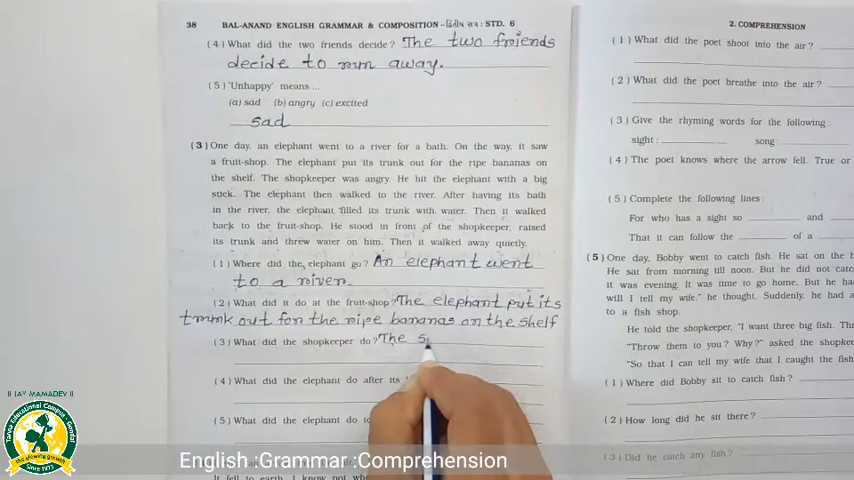 38 BAL-ANAND ENGLISH GRAMMAR & COMPOSITION - દ્વિતીય સત્ર : STD. 6
(4) What did the two friends decide? The two friends
decide to run away.
(5) 'Unhappy' means ...
(a) sad (b) angry (c) excited
sad
(3) One day, an elephant went to a river for a bath. On the way, it saw
a fruit-shop. The elephant put its trunk out for the ripe bananas on
the shelf. The shopkeeper was angry. He hit the elephant with a big
stick. The elephant then walked to the river. After having its bath
in the river, the elephant filled its trunk with water. Then it walked
back to the fruit-shop. He stood in front of the shopkeeper, raised
its trunk and threw water on him. Then it walked away quietly.
(1) Where did the elephant go? An elephant went
to a river.
(2) What did it do at the fruit-shop? The elephant put its
trunk out for the ripe bananas on the shelf
(3) What did the shopkeeper do? The s
(4) What did the elephant do after its
(5) What did the elephant do
It fell to earth, I know not
2. COMPREHENSION
(1) What did the poet shoot into the air?
(2) What did the poet breathe into the air?
(3) Give the rhyming words for the following
sight : song :
(4) The poet knows where the arrow fell. True or
(5) Complete the following lines
For who has a sight so and
That it can follow the of a
(5) One day, Bobby went to catch fish. He sat on the b
He sat from morning till noon. But he did not catc
It was evening. It was time to go home. But he ha
will I tell my wife,' he thought. Suddenly, he had a
to a fish shop.
He told the shopkeeper, "I want three big fish. Th
"Throw them to you? Why?" asked the shopkee
"So that I can tell my wife that I caught the fish
(1) Where did Bobby sit to catch fish?
(2) How long did he sit there?
(3) Did he catch any fish?
|| JAY MAMADEV ||
Since 1973
English :Grammar :Comprehension